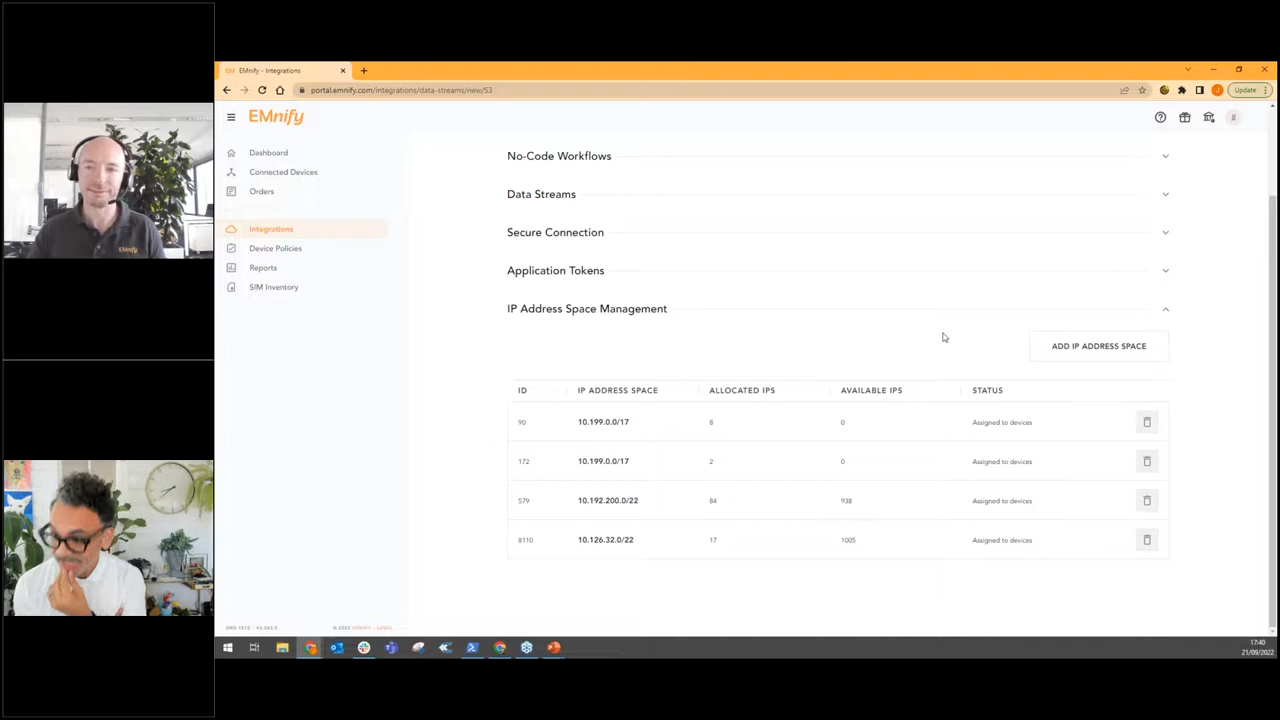 EMnify - Integrations
portal.emnify.com/integrations/data-streams/new/S3
Update
EMnify
Dashboard
Connected Devices
Orders
Integrations
Device Policies
Reports
SIM Inventory
No-Code Workflows
Data Streams
Secure Connection
Application Tokens
IP Address Space Management
ADD IP ADDRESS SPACE
ID IP ADDRESS SPACE ALLOCATED IPS AVAILABLE IPS STATUS
90 10.199.0.0/17 8 0 Assigned to devices
172 10.199.0.0/17 2 0 Assigned to devices
579 10.192.200.0/22 84 938 Assigned to devices
8110 10.126.32.0/22 17 1005 Assigned to devices
17:40
21/09/2022